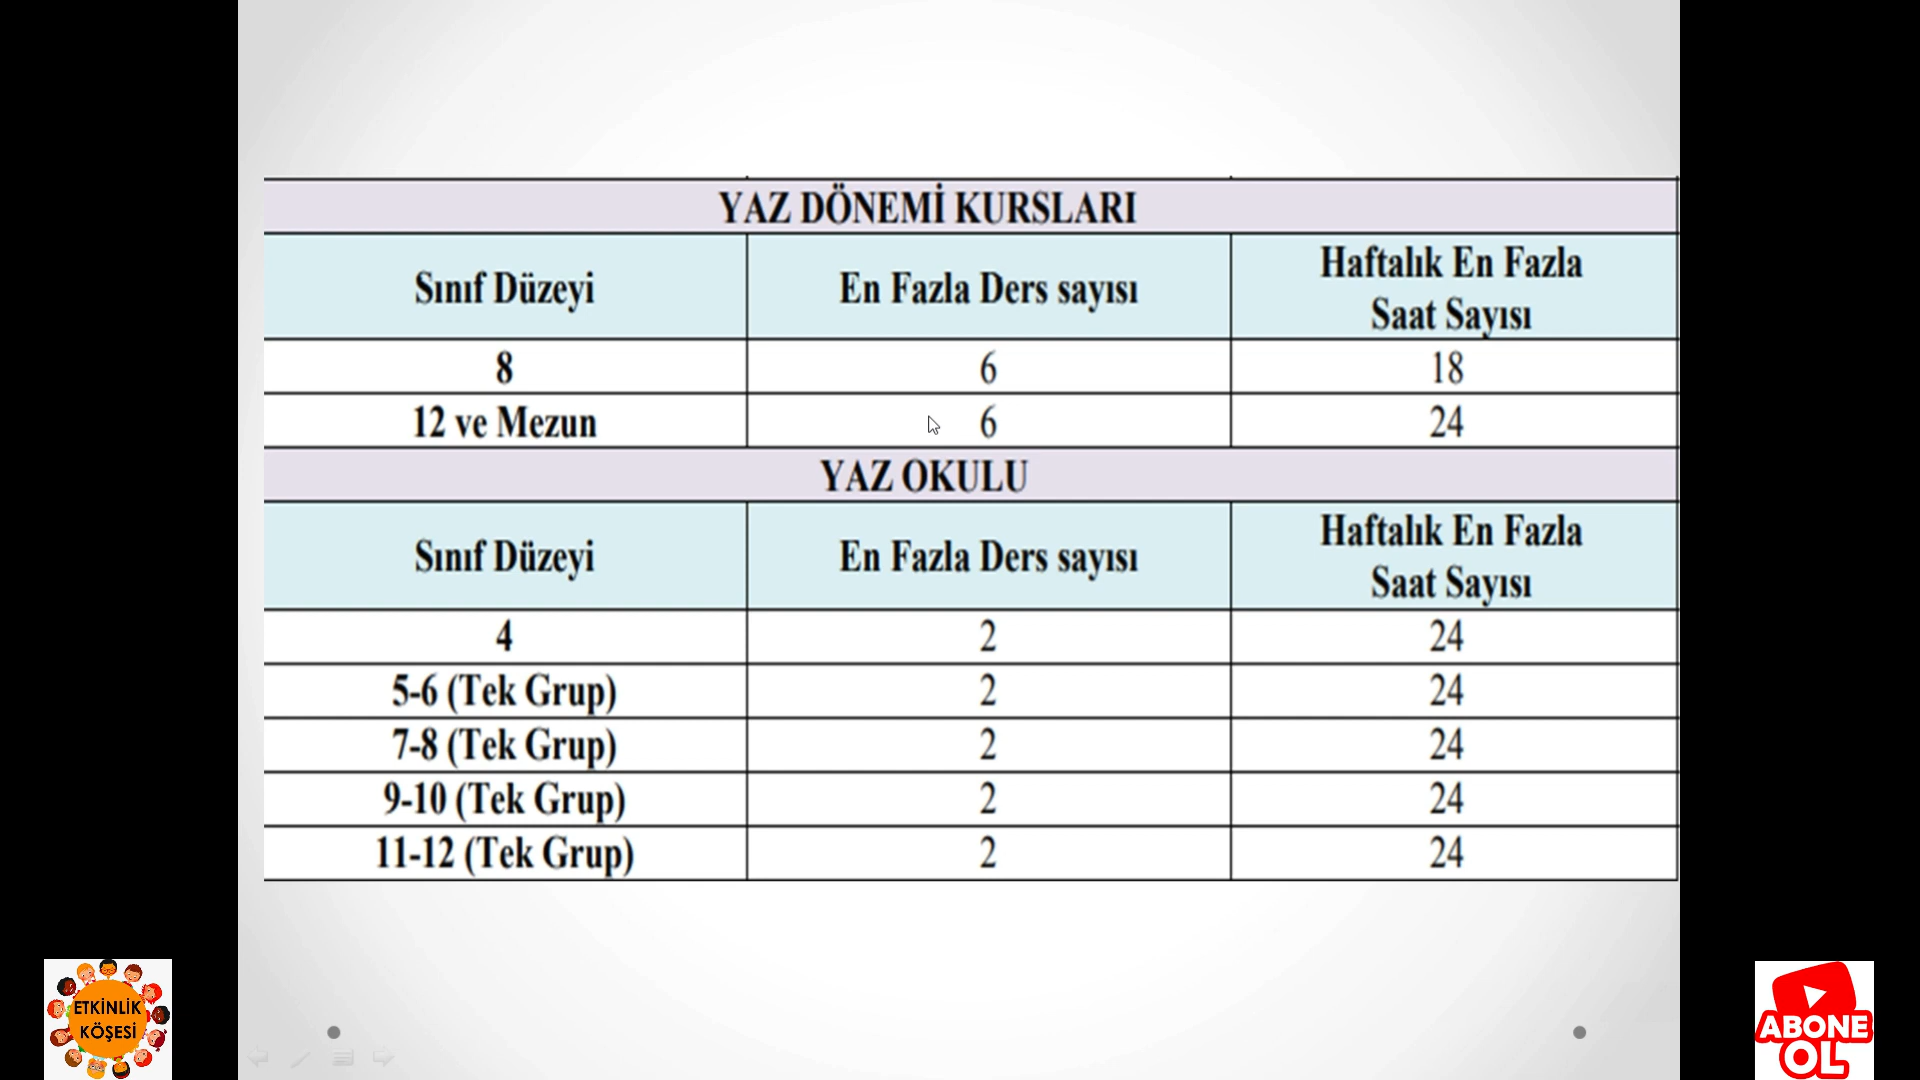 YAZ DÖNEMİ KURSLARI
Sınıf Düzeyi
En Fazla Ders sayısı
Haftalık En Fazla
Saat Sayısı
8
6
18
12 ve Mezun
6
24
YAZ OKULU
Sınıf Düzeyi
En Fazla Ders sayısı
Haftalık En Fazla
Saat Sayısı
4
2
24
5-6 (Tek Grup)
2
24
7-8 (Tek Grup)
2
24
9-10 (Tek Grup)
2
24
11-12 (Tek Grup)
2
24
ETKİNLİK
KÖŞESİ
ABONE
OL